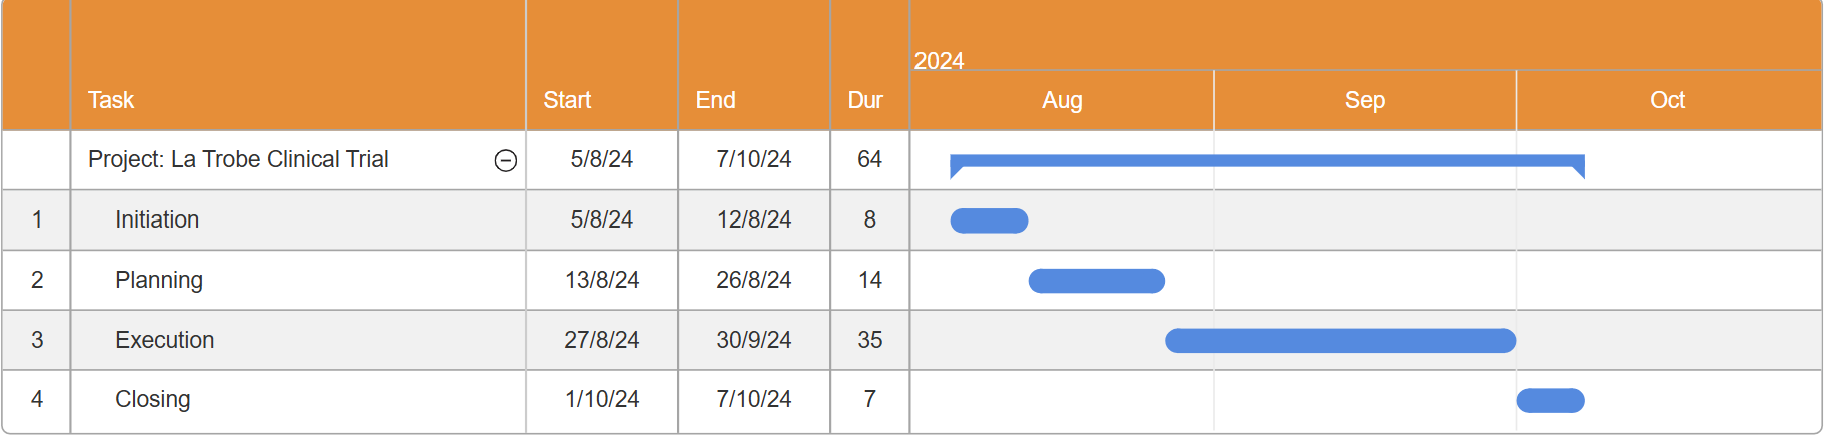 2024
Task Start End Dur Aug Sep Oct
Project: La Trobe Clinical Trial 5/8/24 7/10/24 64
1 Initiation 5/8/24 12/8/24 8
2 Planning 13/8/24 26/8/24 14
3 Execution 27/8/24 30/9/24 35
4 Closing 1/10/24 7/10/24 7